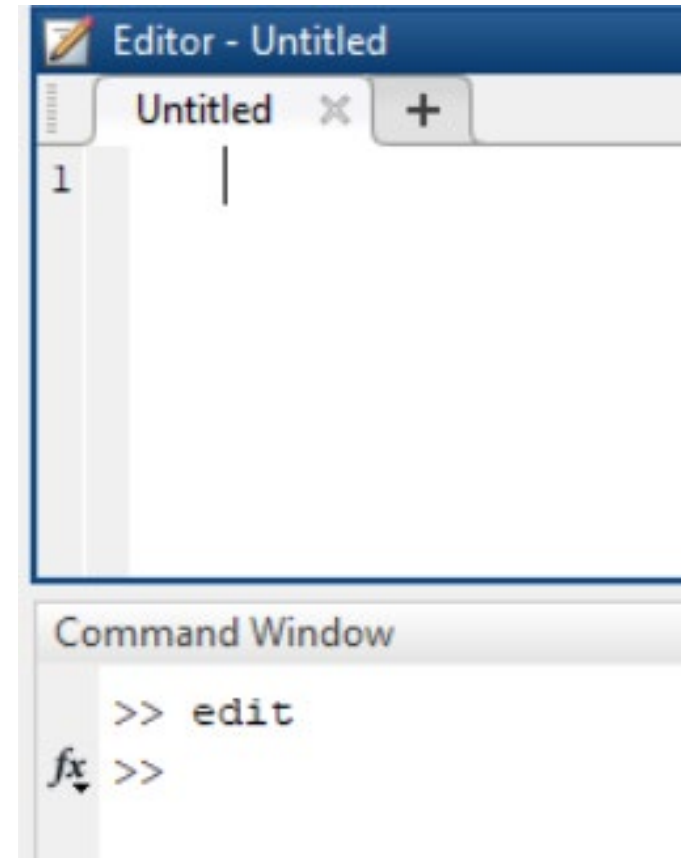 Editor - Untitled
Untitled
1
Command Window
>> edit
fx >>